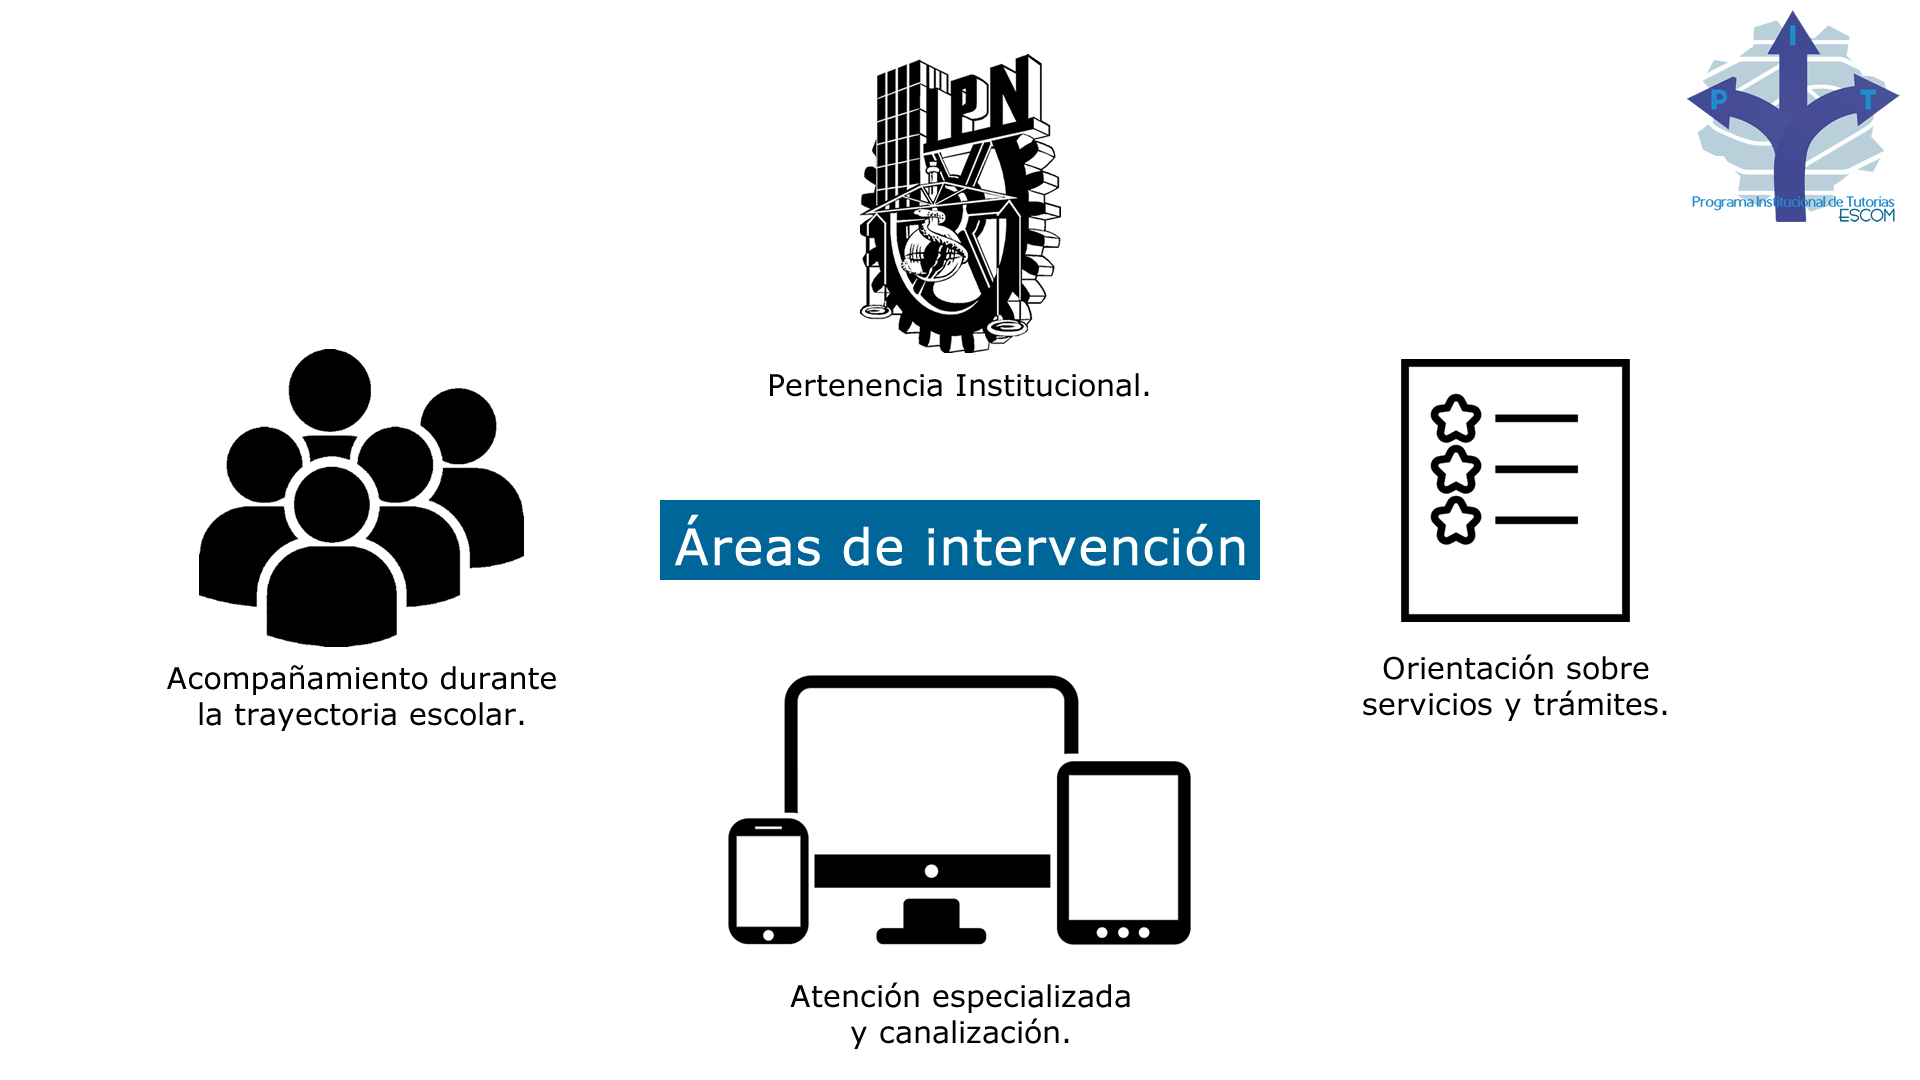 IPN
I
P
T
Programa Institucional de Tutorías
ESCOM
Pertenencia Institucional.
Áreas de intervención
Acompañamiento durante
la trayectoria escolar.
Orientación sobre
servicios y trámites.
Atención especializada
y canalización.